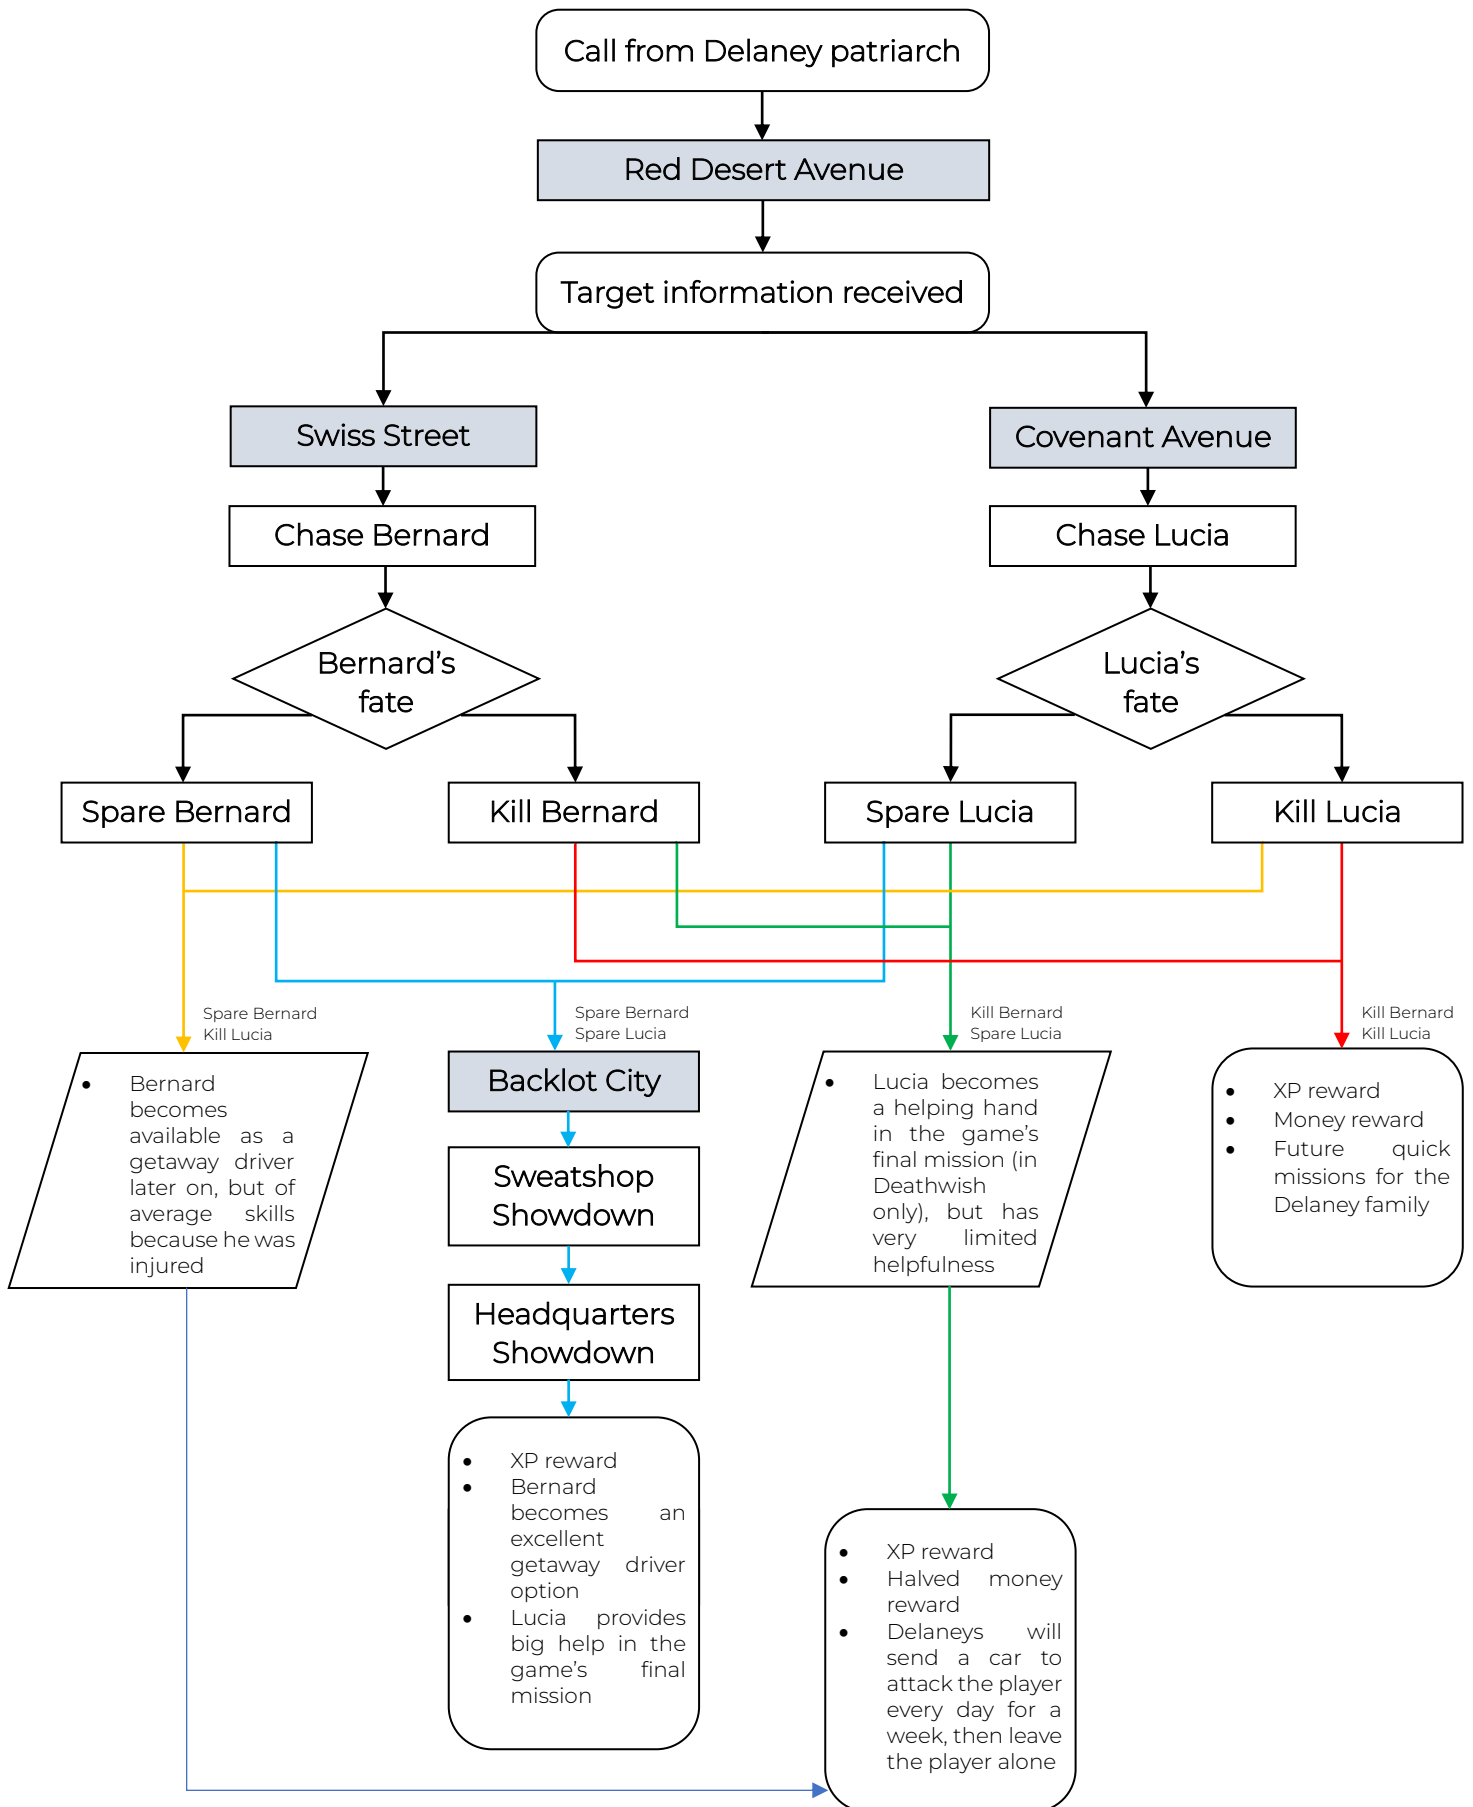 Call from Delaney patriarch
Red Desert Avenue
Target information received
Swiss Street
Covenant Avenue
Chase Bernard
Chase Lucia
Bernard’s
fate
Lucia’s
fate
Spare Bernard
Kill Bernard
Spare Lucia
Kill Lucia
Spare Bernard
Kill Lucia
Spare Bernard
Spare Lucia
Kill Bernard
Spare Lucia
Kill Bernard
Kill Lucia
• Bernard
becomes
available as a
getaway driver
later on, but of
average skills
because he was
injured
Backlot City
Sweatshop
Showdown
Headquarters
Showdown
• XP reward
• Bernard
becomes an
excellent
getaway driver
option
• Lucia provides
big help in the
game’s final
mission
• Lucia becomes
a helping hand
in the game’s
final mission (in
Deathwish
only), but has
very limited
helpfulness
• XP reward
• Halved money
reward
• Delaneys will
send a car to
attack the player
every day for a
week, then leave
the player alone
• XP reward
• Money reward
• Future quick
missions for the
Delaney family